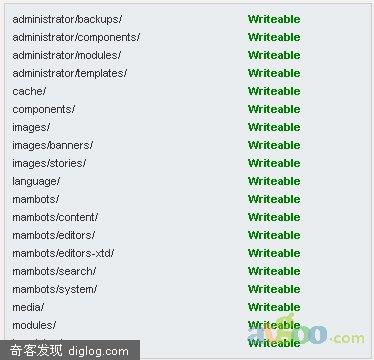 administrator/backups/ Writeable
administrator/components/ Writeable
administrator/modules/ Writeable
administrator/templates/ Writeable
cache/ Writeable
components/ Writeable
images/ Writeable
images/banners/ Writeable
images/stories/ Writeable
language/ Writeable
mambots/ Writeable
mambots/content/ Writeable
mambots/editors/ Writeable
mambots/editors-xtd/ Writeable
mambots/search/ Writeable
mambots/system/ Writeable
media/ Writeable
modules/ Writeable
Writeable
.com
奇客发现 diglog.com